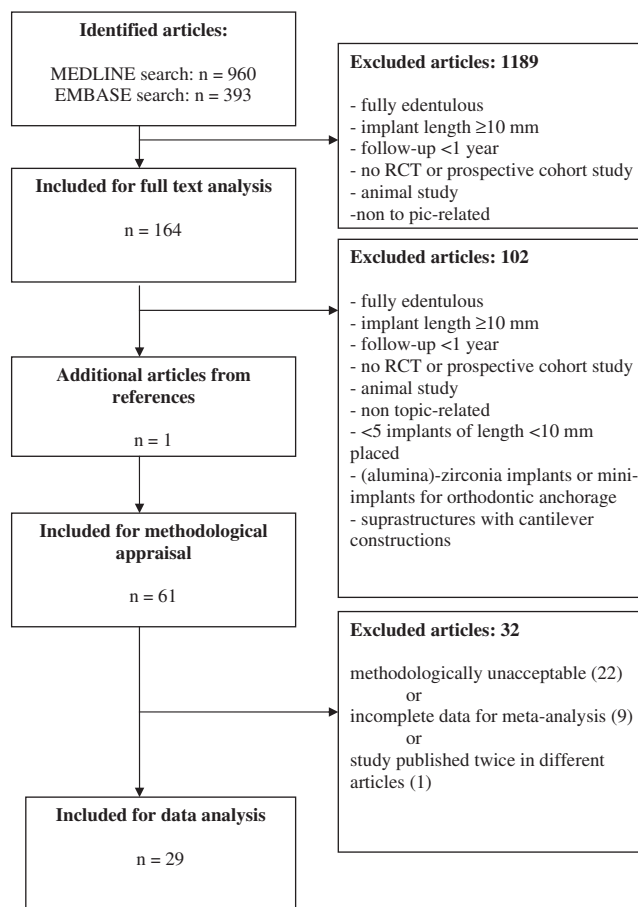 Identified articles:
MEDLINE search: n = 960
EMBASE search: n = 393
Excluded articles: 1189
- fully edentulous
- implant length ≥10 mm
- follow-up <1 year
- no RCT or prospective cohort study
- animal study
-non to pic-related
Included for full text analysis
n = 164
Excluded articles: 102
- fully edentulous
- implant length ≥10 mm
- follow-up <1 year
- no RCT or prospective cohort study
- animal study
- non topic-related
- <5 implants of length <10 mm
placed
- (alumina)-zirconia implants or mini-
implants for orthodontic anchorage
- suprastructures with cantilever
constructions
Additional articles from
references
n = 1
Included for methodological
appraisal
n = 61
Excluded articles: 32
methodologically unacceptable (22)
or
incomplete data for meta-analysis (9)
or
study published twice in different
articles (1)
Included for data analysis
n = 29